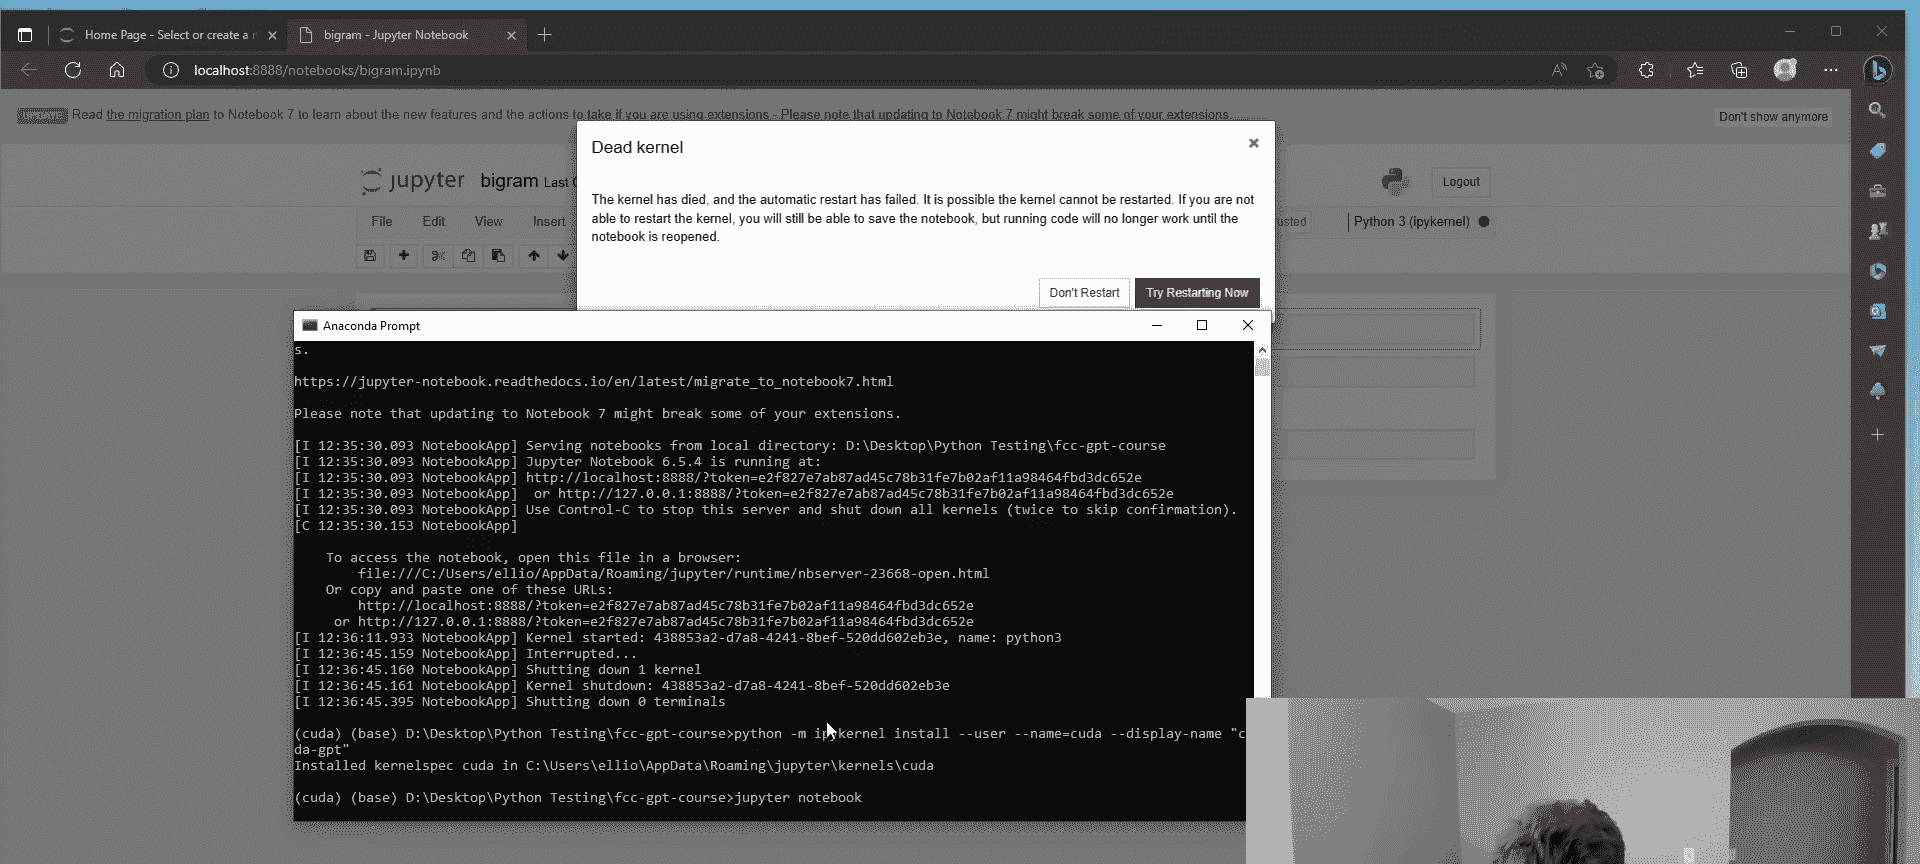 Home Page - Select or create a n
bigram - Jupyter Notebook
localhost:8888/notebooks/bigram.ipynb
UPDATE Read the migration plan to Notebook 7 to learn about the new features and the actions to take if you are using extensions - Please note that updating to Notebook 7 might break some of your extensions.
Don't show anymore
Dead kernel
jupyter bigram Last C
Logout
The kernel has died, and the automatic restart has failed. It is possible the kernel cannot be restarted. If you are not
able to restart the kernel, you will still be able to save the notebook, but running code will no longer work until the
notebook is reopened.
File Edit View Insert
usted
Python 3 (ipykernel)
Don't Restart
Try Restarting Now
Anaconda Prompt
s.
https://jupyter-notebook.readthedocs.io/en/latest/migrate_to_notebook7.html
Please note that updating to Notebook 7 might break some of your extensions.
[I 12:35:30.093 NotebookApp] Serving notebooks from local directory: D:\Desktop\Python Testing\fcc-gpt-course
[I 12:35:30.093 NotebookApp] Jupyter Notebook 6.5.4 is running at:
[I 12:35:30.093 NotebookApp] http://localhost:8888/?token=e2f827e7ab87ad45c78b31fe7b02af11a98464fbd3dc652e
[I 12:35:30.093 NotebookApp]  or http://127.0.0.1:8888/?token=e2f827e7ab87ad45c78b31fe7b02af11a98464fbd3dc652e
[I 12:35:30.093 NotebookApp] Use Control-C to stop this server and shut down all kernels (twice to skip confirmation).
[C 12:35:30.153 NotebookApp]
To access the notebook, open this file in a browser:
file:///C:/Users/ellio/AppData/Roaming/jupyter/runtime/nbserver-23668-open.html
Or copy and paste one of these URLs:
http://localhost:8888/?token=e2f827e7ab87ad45c78b31fe7b02af11a98464fbd3dc652e
or http://127.0.0.1:8888/?token=e2f827e7ab87ad45c78b31fe7b02af11a98464fbd3dc652e
[I 12:36:11.933 NotebookApp] Kernel started: 438853a2-d7a8-4241-8bef-520dd602eb3e, name: python3
[I 12:36:45.159 NotebookApp] Interrupted...
[I 12:36:45.160 NotebookApp] Shutting down 1 kernel
[I 12:36:45.161 NotebookApp] Kernel shutdown: 438853a2-d7a8-4241-8bef-520dd602eb3e
[I 12:36:45.395 NotebookApp] Shutting down 0 terminals
(cuda) (base) D:\Desktop\Python Testing\fcc-gpt-course>python -m ipykernel install --user --name=cuda --display-name "c
da-gpt"
Installed kernelspec cuda in C:\Users\ellio\AppData\Roaming\jupyter\kernels\cuda
(cuda) (base) D:\Desktop\Python Testing\fcc-gpt-course>jupyter notebook